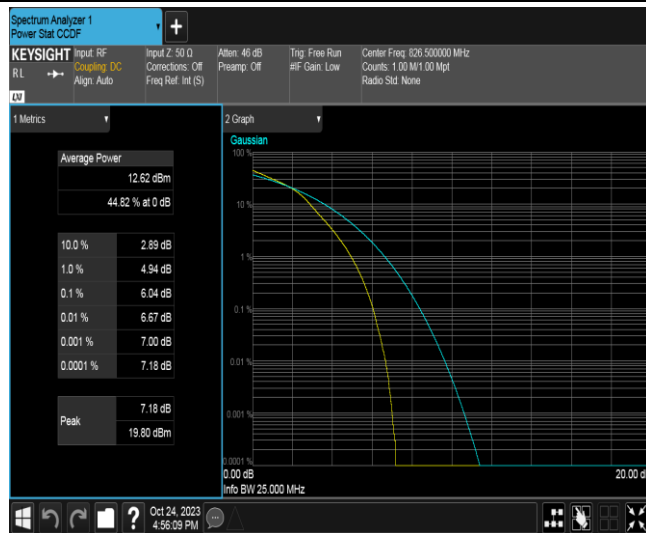 Spectrum Analyzer 1
Power Stat CCDF
+
KEYSIGHT
RL
Input: RF
Coupling: DC
Align: Auto
Input Z: 50 Ω
Corrections: Off
Freq Ref: Int (S)
Atten: 46 dB
Preamp: Off
Trig: Free Run
#IF Gain: Low
Center Freq: 826.500000 MHz
Counts: 1.00 M/1.00 Mpt
Radio Std: None
1 Metrics
Average Power
12.62 dBm
44.82 % at 0 dB
10.0 % 2.89 dB
1.0 % 4.94 dB
0.1 % 6.04 dB
0.01 % 6.67 dB
0.001 % 7.00 dB
0.0001 % 7.18 dB
Peak
7.18 dB
19.80 dBm
2 Graph
Gaussian
100 %
10 %
1 %
0.1 %
0.01 %
0.001 %
0.0001 %
0.00 dB
20.00 d
Info BW 25.000 MHz
?
Oct 24, 2023
4:56:09 PM